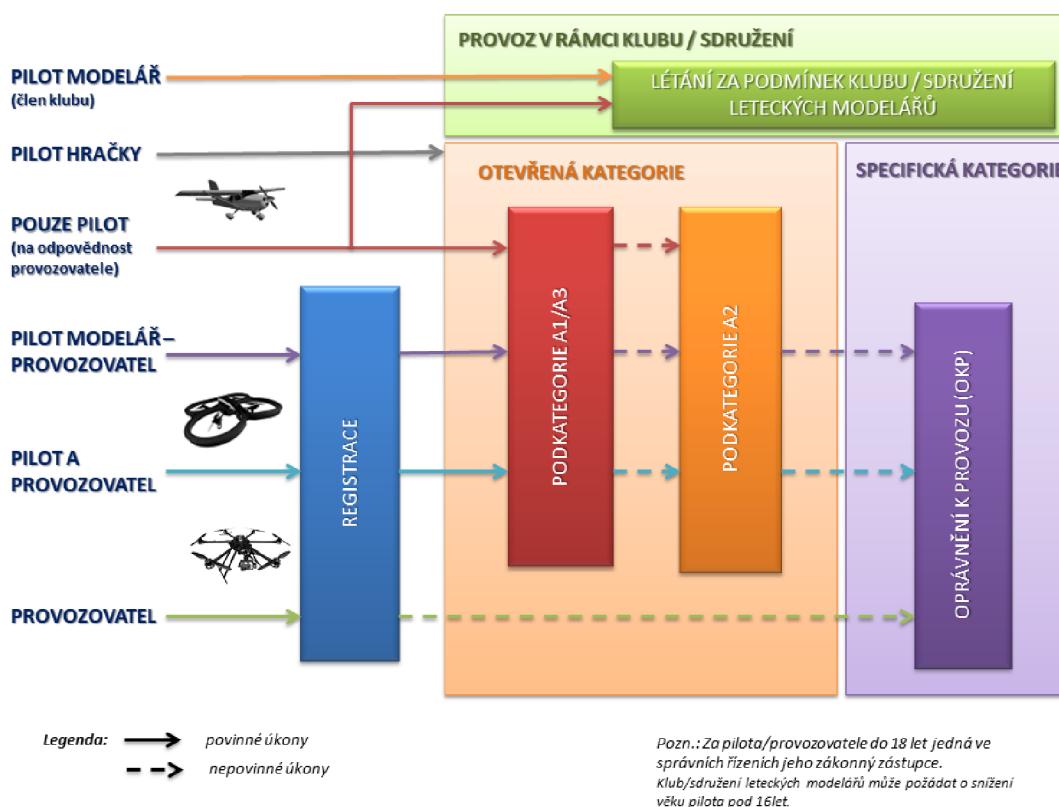 PROVOZ V RÁMCI KLUBU / SDRUŽENÍ
PILOT MODELÁŘ
(člen klubu)
LÉTÁNÍ ZA PODMÍNEK KLUBU / SDRUŽENÍ
LETECKÝCH MODELÁŘŮ
PILOT HRAČKY
OTEVŘENÁ KATEGORIE
SPECIFICKÁ KATEGORIE
POUZE PILOT
(na odpovědnost
provozovatele)
PILOT MODELÁŘ –
PROVOZOVATEL
PILOT A
PROVOZOVATEL
PROVOZOVATEL
REGISTRACE
PODKATEGORIE A1/A3
PODKATEGORIE A2
OPRÁVNĚNÍ K PROVOZU (OKP)
Legenda:
povinné úkony
nepovinné úkony
Pozn.: Za pilota/provozovatele do 18 let jedná ve
správních řízeních jeho zákonný zástupce.
Klub/sdružení leteckých modelářů může požádat o snížení
věku pilota pod 16let.